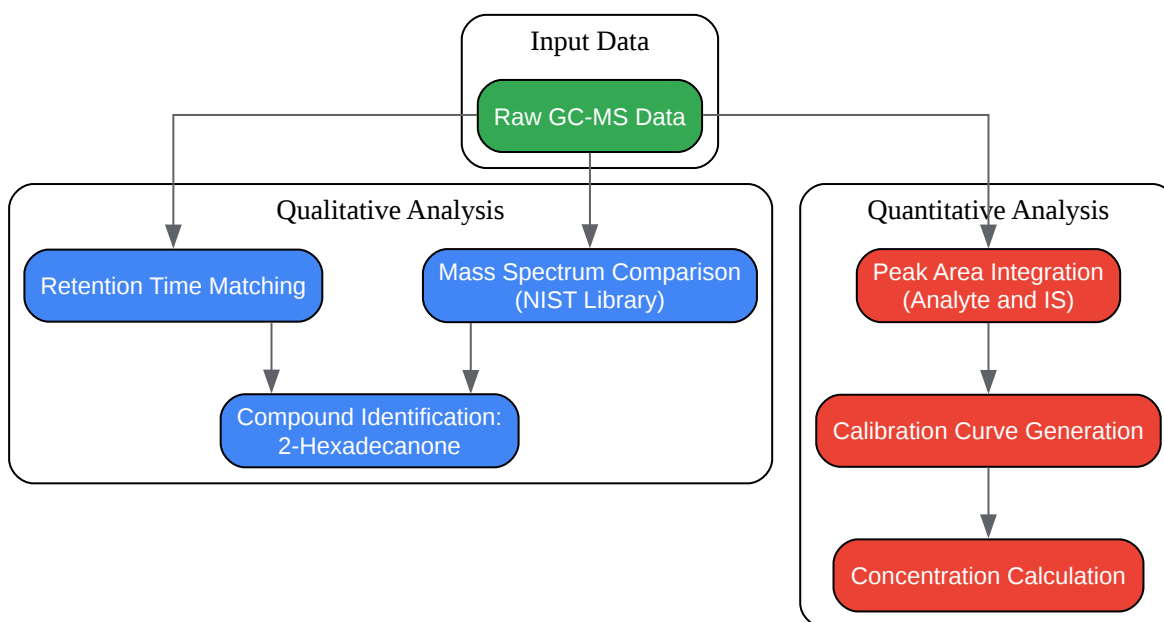 Input Data
Raw GC-MS Data
Qualitative Analysis
Retention Time Matching
Mass Spectrum Comparison
(NIST Library)
Compound Identification:
2-Hexadecanone
Quantitative Analysis
Peak Area Integration
(Analyte and IS)
Calibration Curve Generation
Concentration Calculation